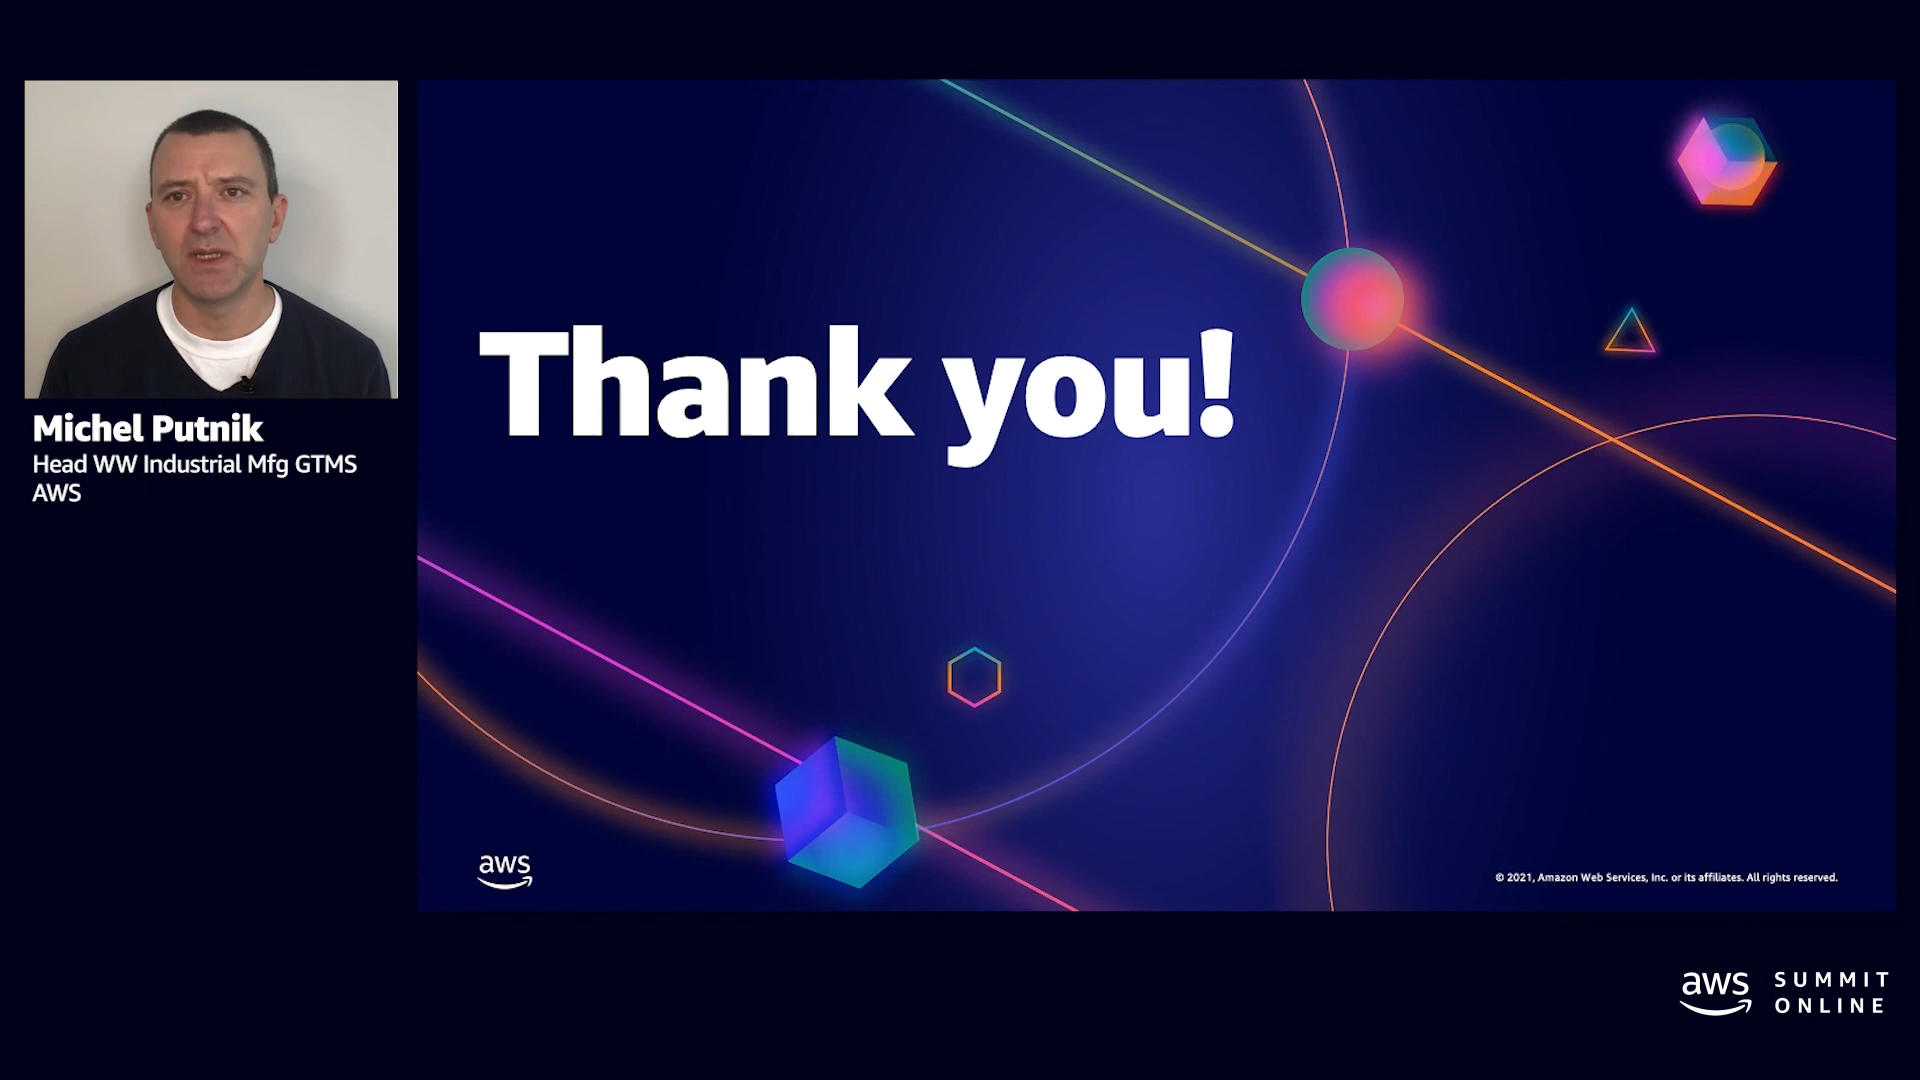 Michel Putnik
Head WW Industrial Mfg GTMS
AWS
Thank you!
aws
© 2021, Amazon Web Services, Inc. or its affiliates. All rights reserved.
aws SUMMIT
ONLINE